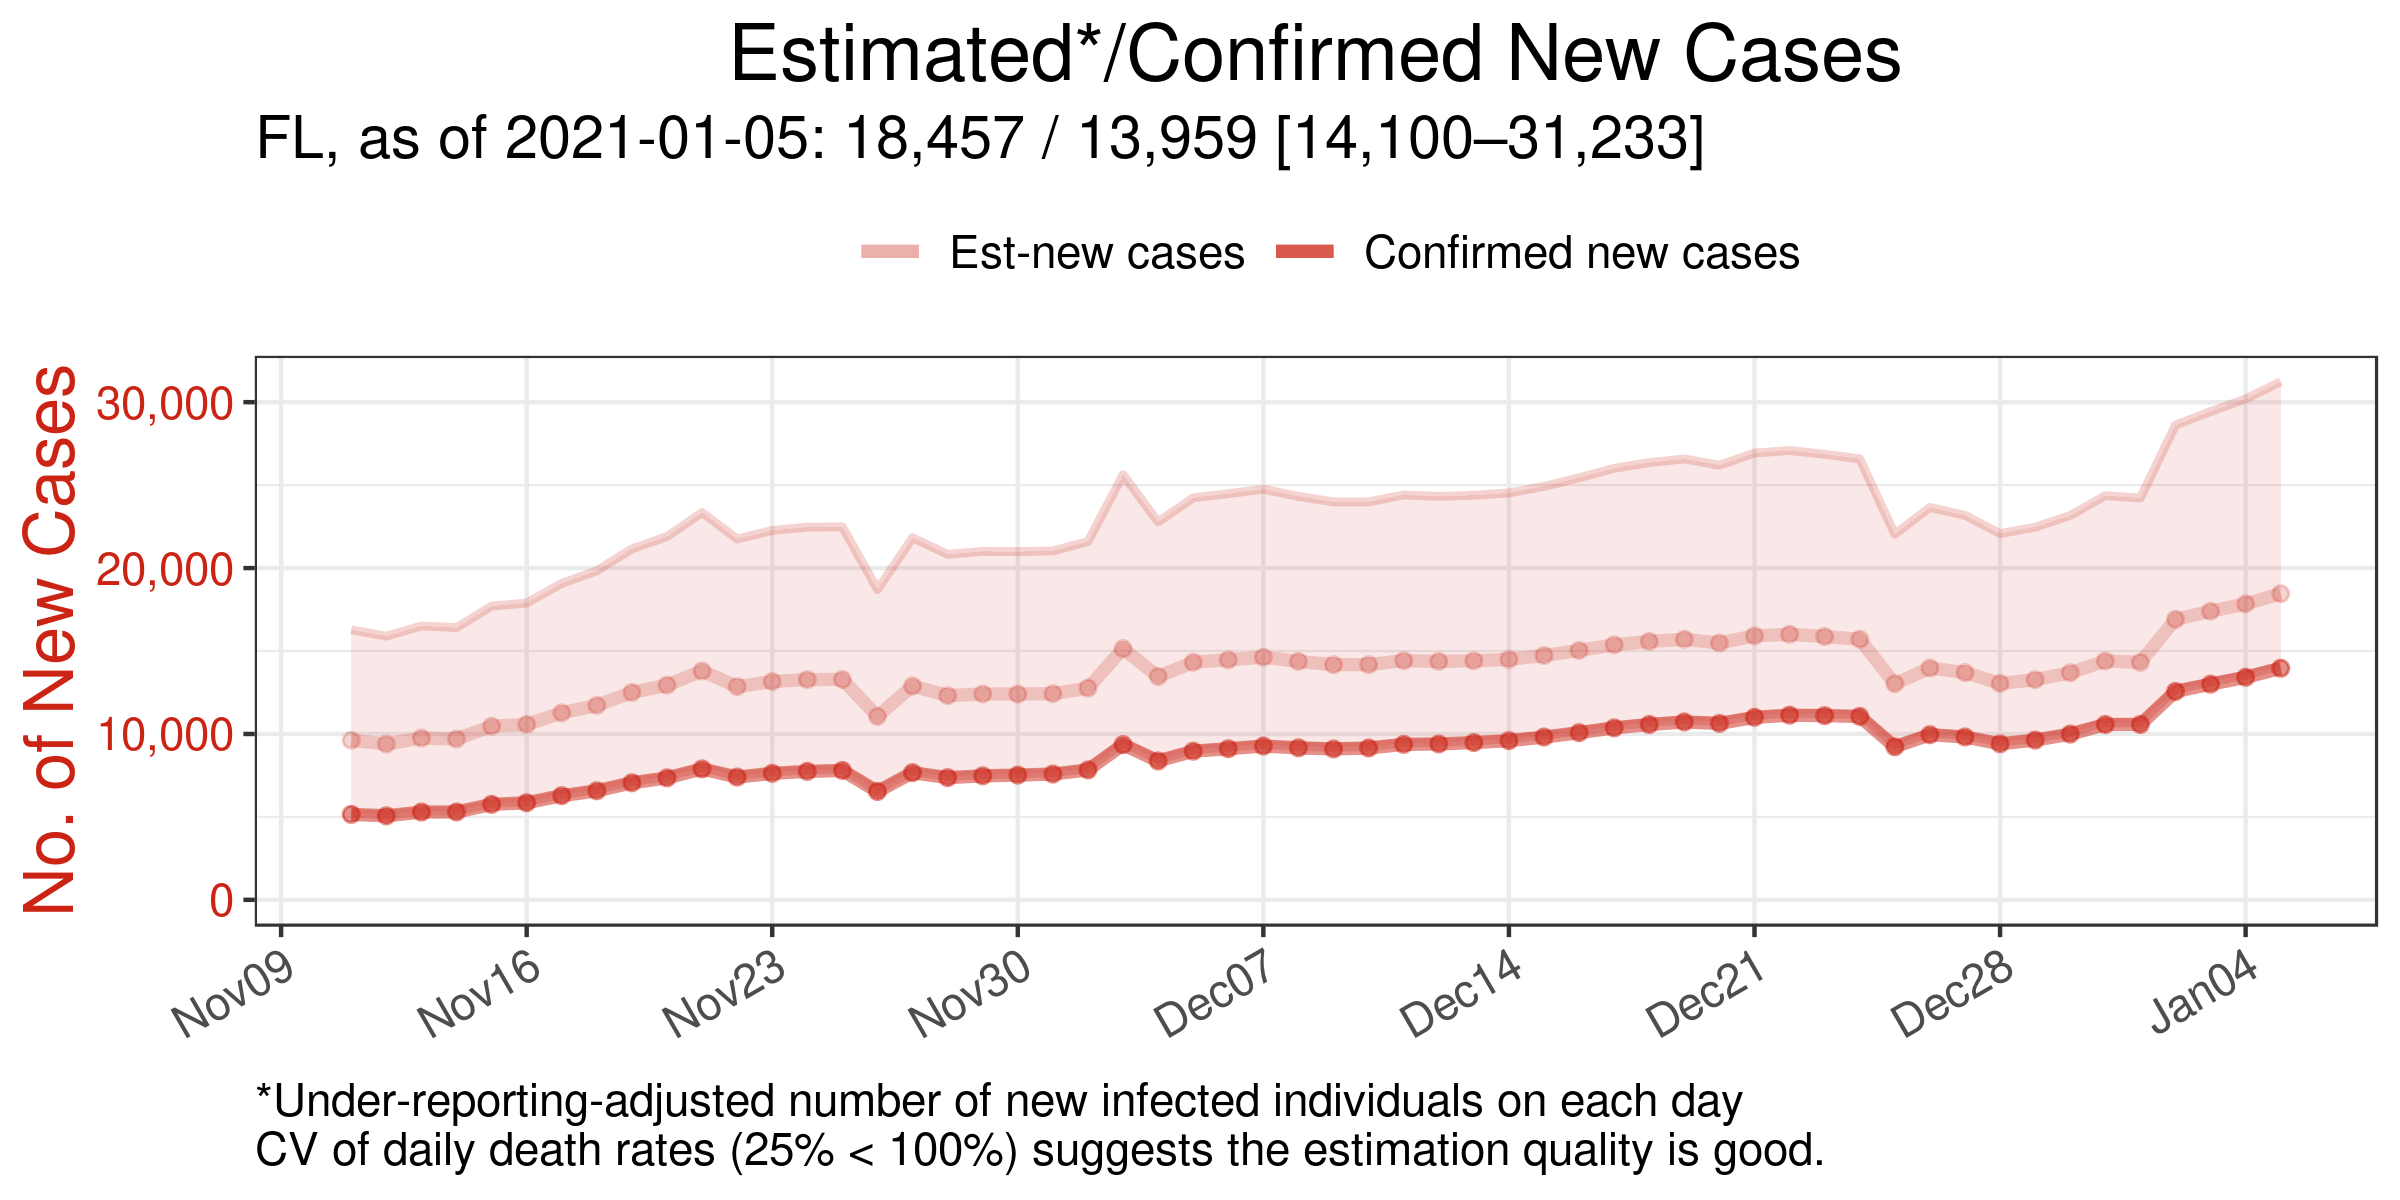 Estimated*/Confirmed New Cases
FL, as of 2021-01-05: 18,457 / 13,959 [14,100–31,233]
Est-new cases
Confirmed new cases
No. of New Cases
30,000
20,000
10,000
0
Nov09
Nov16
Nov23
Nov30
Dec07
Dec14
Dec21
Dec28
Jan04
*Under-reporting-adjusted number of new infected individuals on each day
CV of daily death rates (25% < 100%) suggests the estimation quality is good.